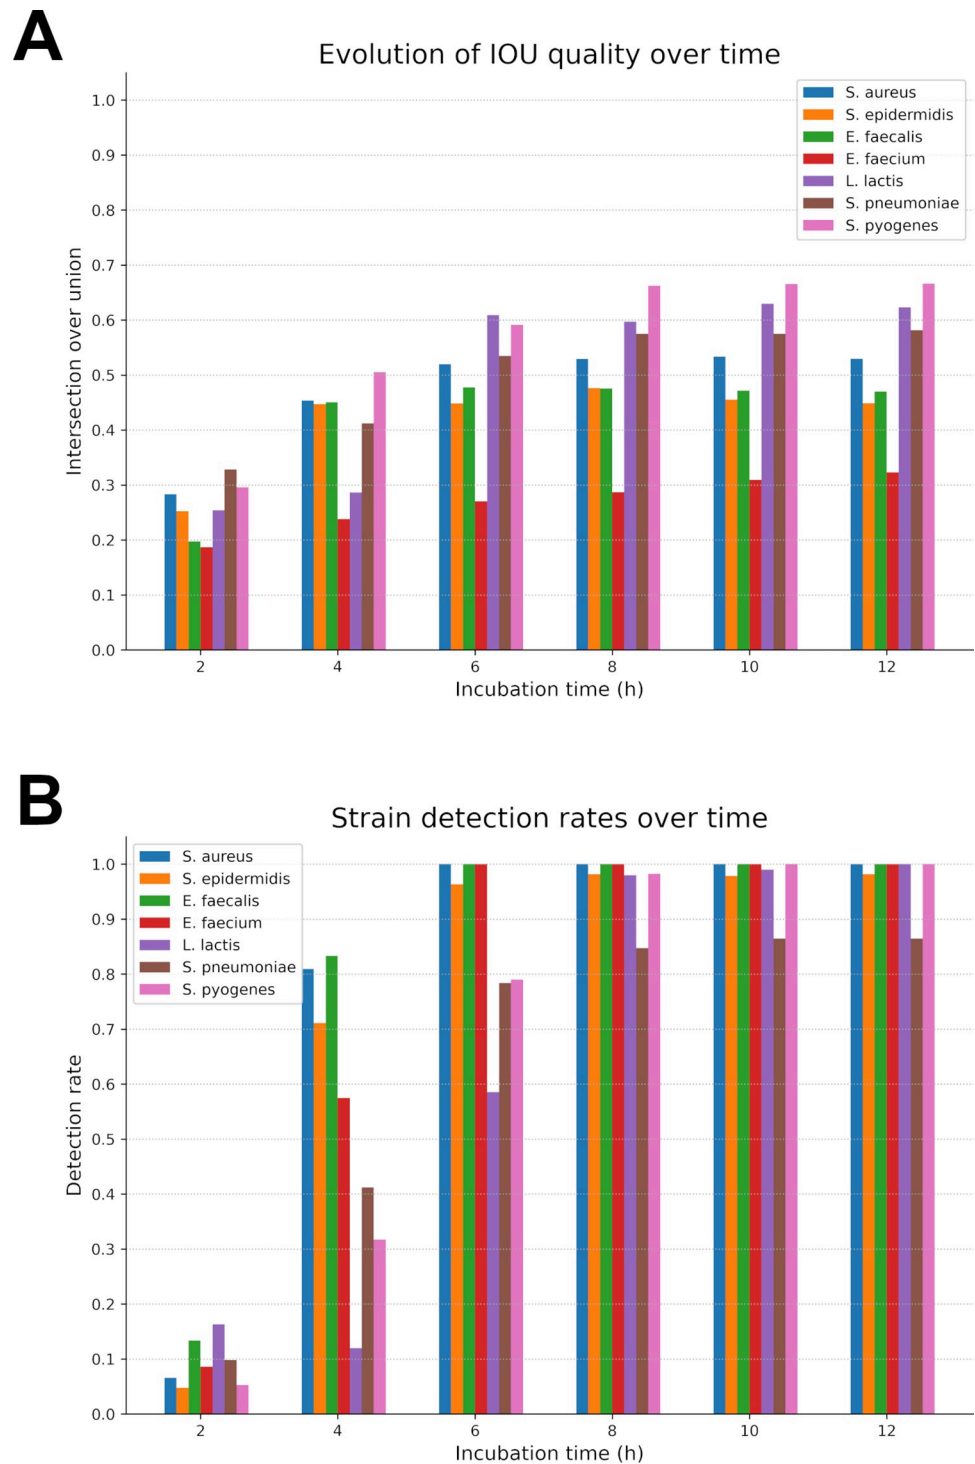 A
Evolution of IOU quality over time
Intersection over union
1.0
0.9
0.8
0.7
0.6
0.5
0.4
0.3
0.2
0.1
0.0
S. aureus
S. epidermidis
E. faecalis
E. faecium
L. lactis
S. pneumoniae
S. pyogenes
2 4 6 8 10 12
Incubation time (h)
B
Strain detection rates over time
Detection rate
1.0
0.9
0.8
0.7
0.6
0.5
0.4
0.3
0.2
0.1
0.0
S. aureus
S. epidermidis
E. faecalis
E. faecium
L. lactis
S. pneumoniae
S. pyogenes
2 4 6 8 10 12
Incubation time (h)